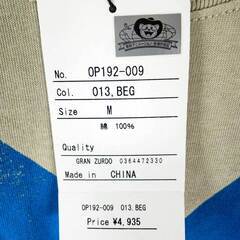 No. OP192-009
Col. 013,BEG
Size M
綿 100%
Quality
GRAN ZURDO 0364472330
Made in CHINA
OP192-009 013.BEG
Price ¥4,935